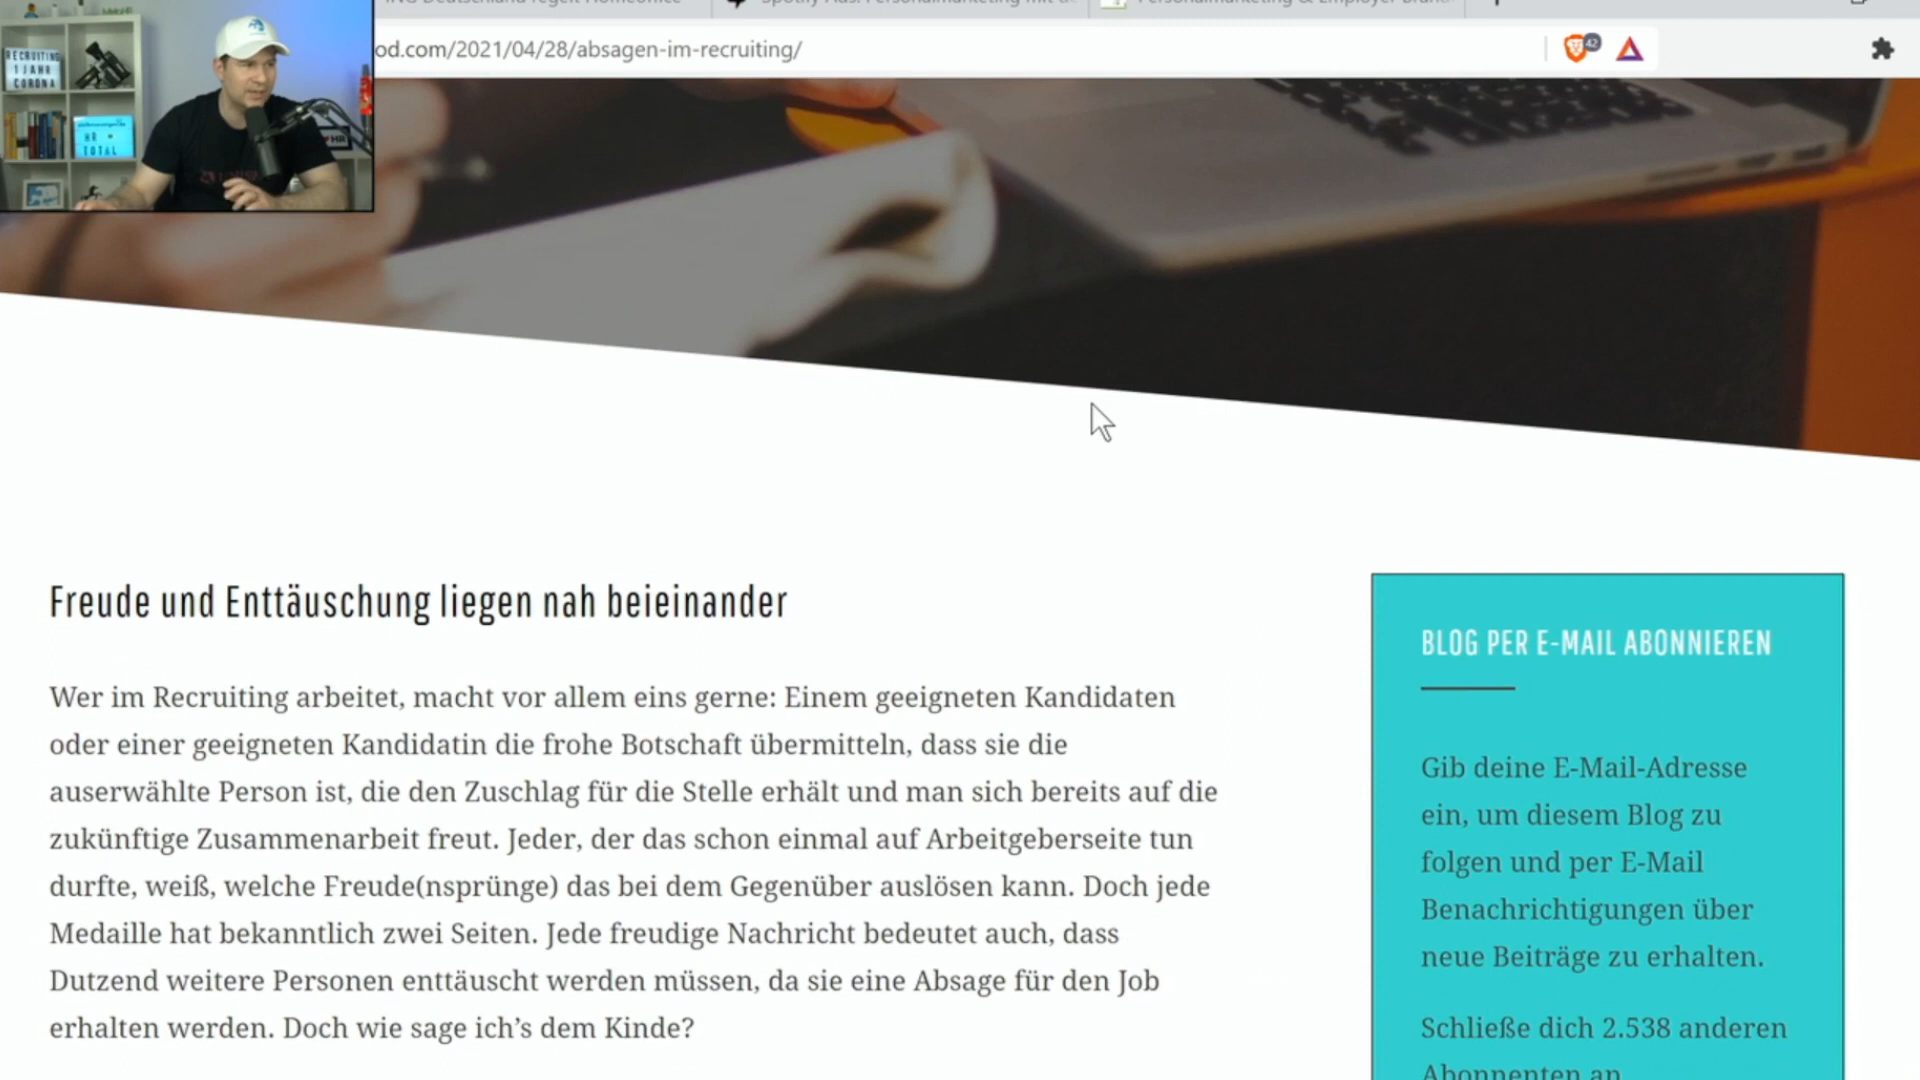 ING Deutschland regelt Homeoffice
Spotify Ads: Personalmarketing mit d
Personalmarketing & Employer Bran
od.com/2021/04/28/absagen-im-recruiting/
42
RECRUITING
1 JAHR
CORONA
HR =
TOTAL
HR
Freude und Enttäuschung liegen nah beieinander
Wer im Recruiting arbeitet, macht vor allem eins gerne: Einem geeigneten Kandidaten
oder einer geeigneten Kandidatin die frohe Botschaft übermitteln, dass sie die
auserwählte Person ist, die den Zuschlag für die Stelle erhält und man sich bereits auf die
zukünftige Zusammenarbeit freut. Jeder, der das schon einmal auf Arbeitgeberseite tun
durfte, weiß, welche Freude(nsprünge) das bei dem Gegenüber auslösen kann. Doch jede
Medaille hat bekanntlich zwei Seiten. Jede freudige Nachricht bedeutet auch, dass
Dutzend weitere Personen enttäuscht werden müssen, da sie eine Absage für den Job
erhalten werden. Doch wie sage ich’s dem Kinde?
BLOG PER E-MAIL ABONNIEREN
Gib deine E-Mail-Adresse
ein, um diesem Blog zu
folgen und per E-Mail
Benachrichtigungen über
neue Beiträge zu erhalten.
Schließe dich 2.538 anderen
Abonnenten an